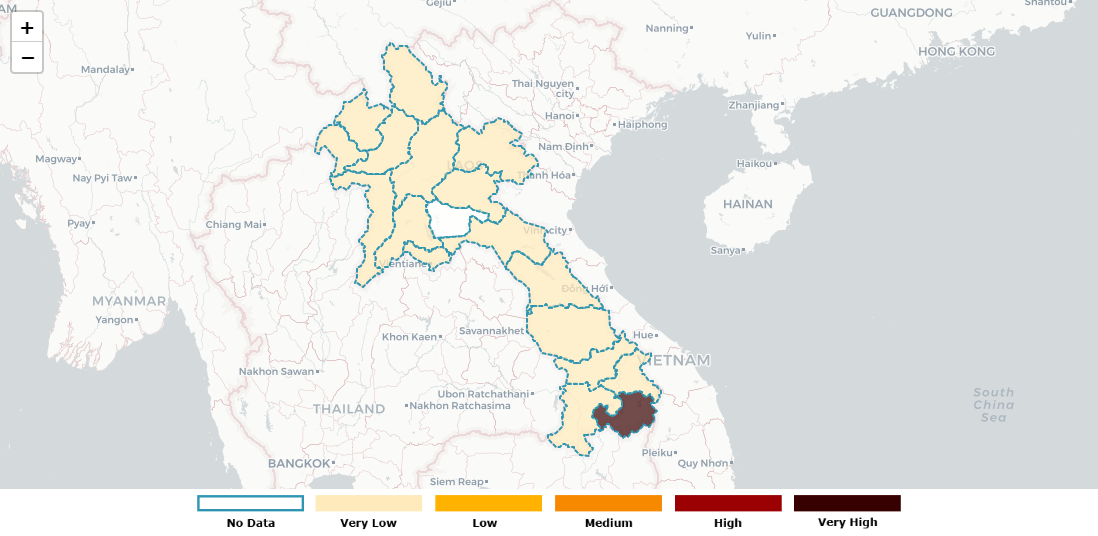 AM
Gejiu
Shantou
+
GUANGDONG
Nanning
Yulin
HONG KONG
−
Mandalay
Thai Nguyen
city
Zhanjiang
Hanoi
Haiphong
Nam Định
Magway
LAOS
Haikou
Nay Pyi Taw
Thanh Hóa
HAINAN
Pyay
Chiang Mai
Vinh city
Sanya
Vientiane
Đồng Hới
MYANMAR
Yangon
Savannakhet
Hue
Khon Kaen
VIETNAM
Nakhon Sawan
Ubon Ratchathani
South
China
Sea
THAILAND
Nakhon Ratchasima
Pleiku
BANGKOK
Quy Nhơn
Siem Reap
No Data
Very Low
Low
Medium
High
Very High